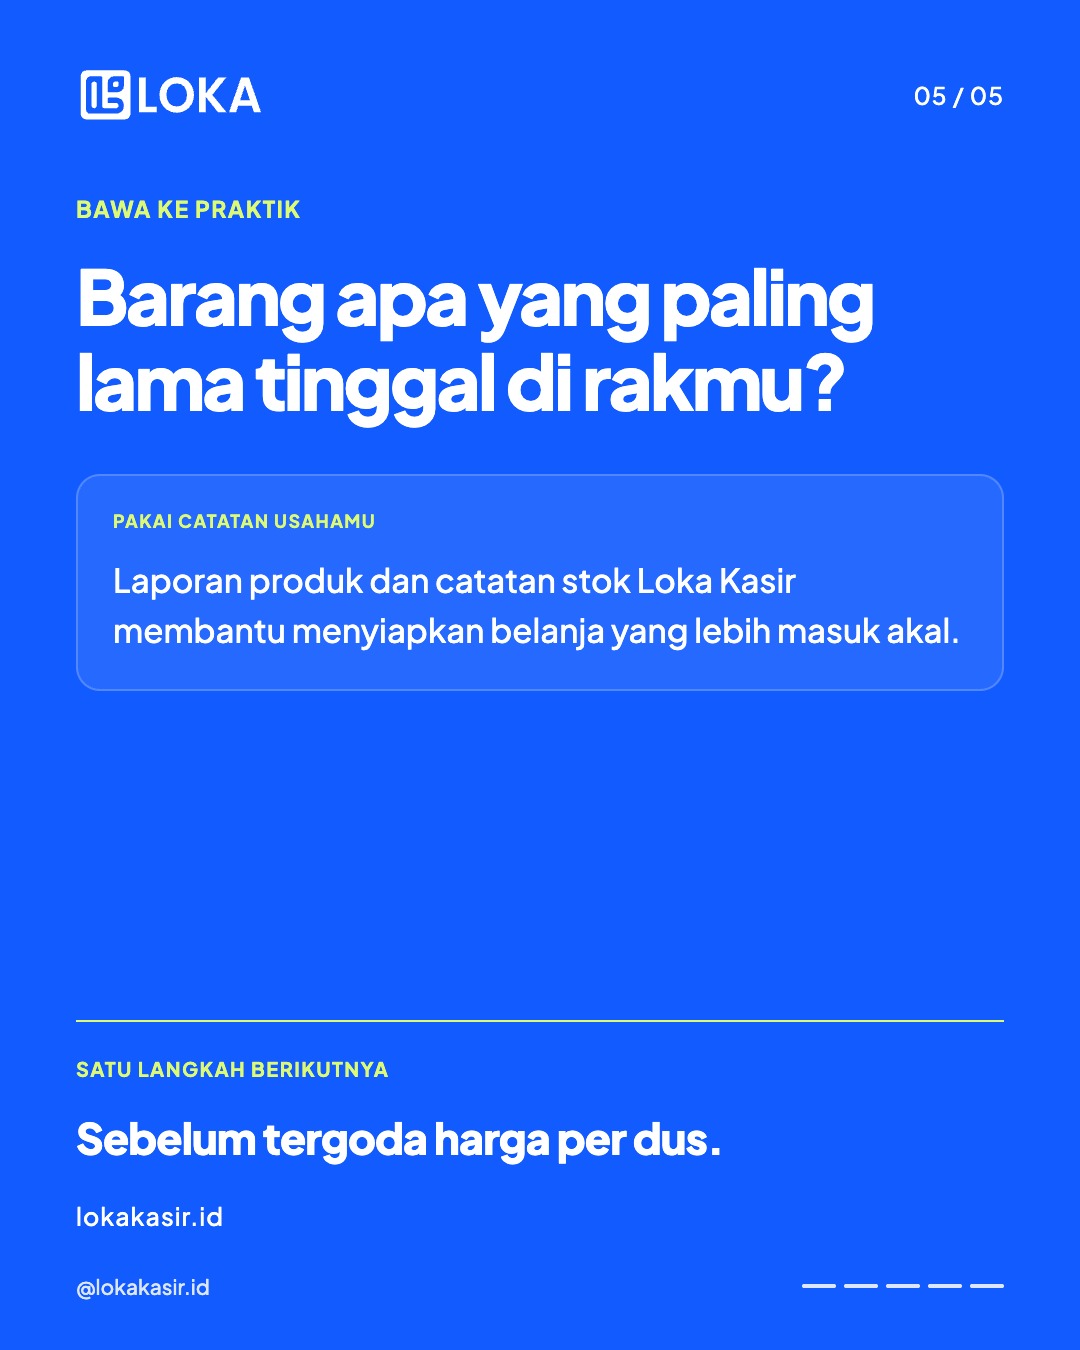 LOKA
05 / 05
BAWA KE PRAKTIK
Barang apa yang paling
lama tinggal di rakmu?
PAKAI CATATAN USAHAMU
Laporan produk dan catatan stok Loka Kasir
membantu menyiapkan belanja yang lebih masuk akal.
SATU LANGKAH BERIKUTNYA
Sebelum tergoda harga per dus.
lokakasir.id
@lokakasir.id